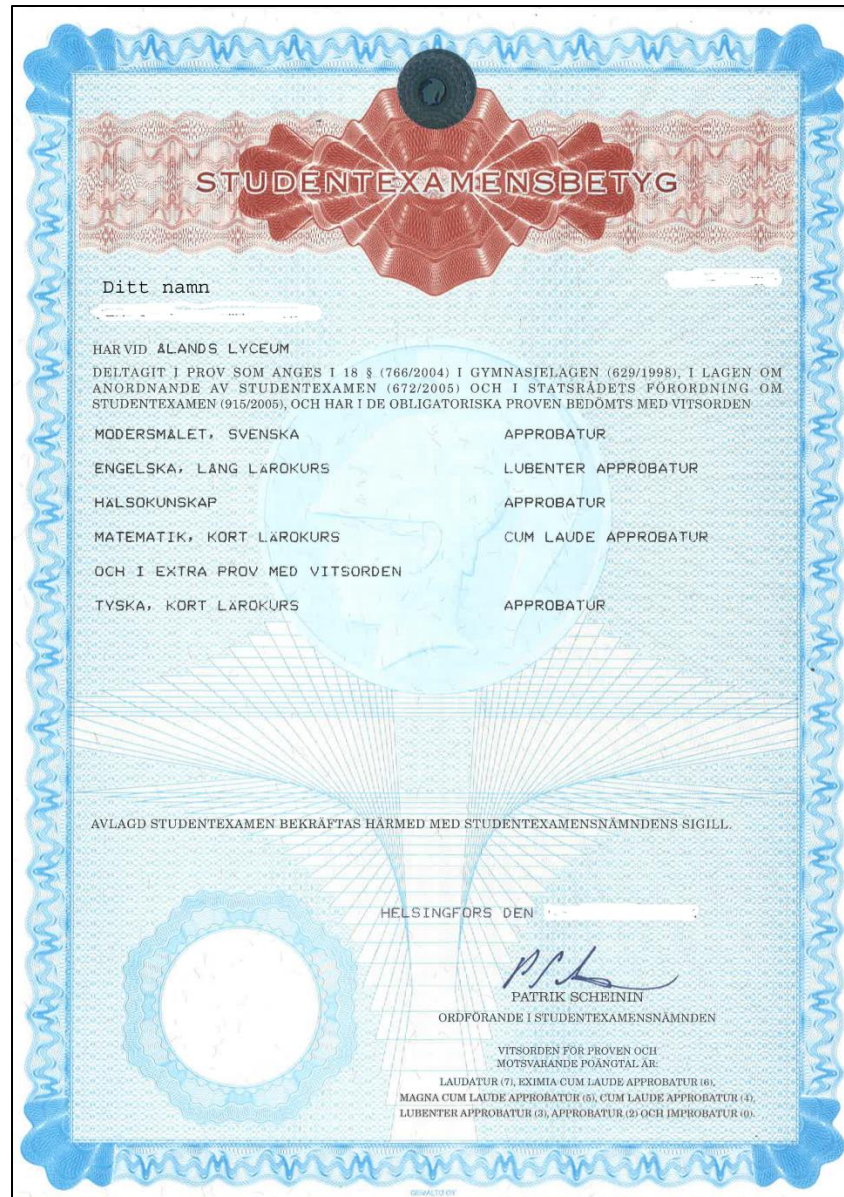 STUDENTEXAMENSBETYG
Ditt namn
HAR VID ÅLANDS LYCEUM
DELTAGIT I PROV SOM ANGES I 18 § (766/2004) I GYMNASIELAGEN (629/1998), I LAGEN OM
ANORDNANDE AV STUDENTEXAMEN (672/2005) OCH I STATSRÅDETS FÖRORDNING OM
STUDENTEXAMEN (915/2005), OCH HAR I DE OBLIGATORISKA PROVEN BEDÖMTS MED VITSORDEN
MODERSMÅLET, SVENSKA APPROBATUR
ENGELSKA, LÅNG LÄROKURS LUBENTER APPROBATUR
HÄLSOKUNSKAP APPROBATUR
MATEMATIK, KORT LÄROKURS CUM LAUDE APPROBATUR
OCH I EXTRA PROV MED VITSORDEN
TYSKA, KORT LÄROKURS APPROBATUR
AVLAGD STUDENTEXAMEN BEKRÄFTAS HÄRMED MED STUDENTEXAMENSNÄMNDENS SIGILL.
HELSINGFORS DEN
PATRIK SCHEININ
ORDFÖRANDE I STUDENTEXAMENSNÄMNDEN
VITSORDEN FÖR PROVEN OCH
MOTSVARANDE POÄNGTAL ÄR:
LAUDATUR (7), EXIMIA CUM LAUDE APPROBATUR (6),
MAGNA CUM LAUDE APPROBATUR (5), CUM LAUDE APPROBATUR (4),
LUBENTER APPROBATUR (3), APPROBATUR (2) OCH IMPROBATUR (0).
GEMALTO OY